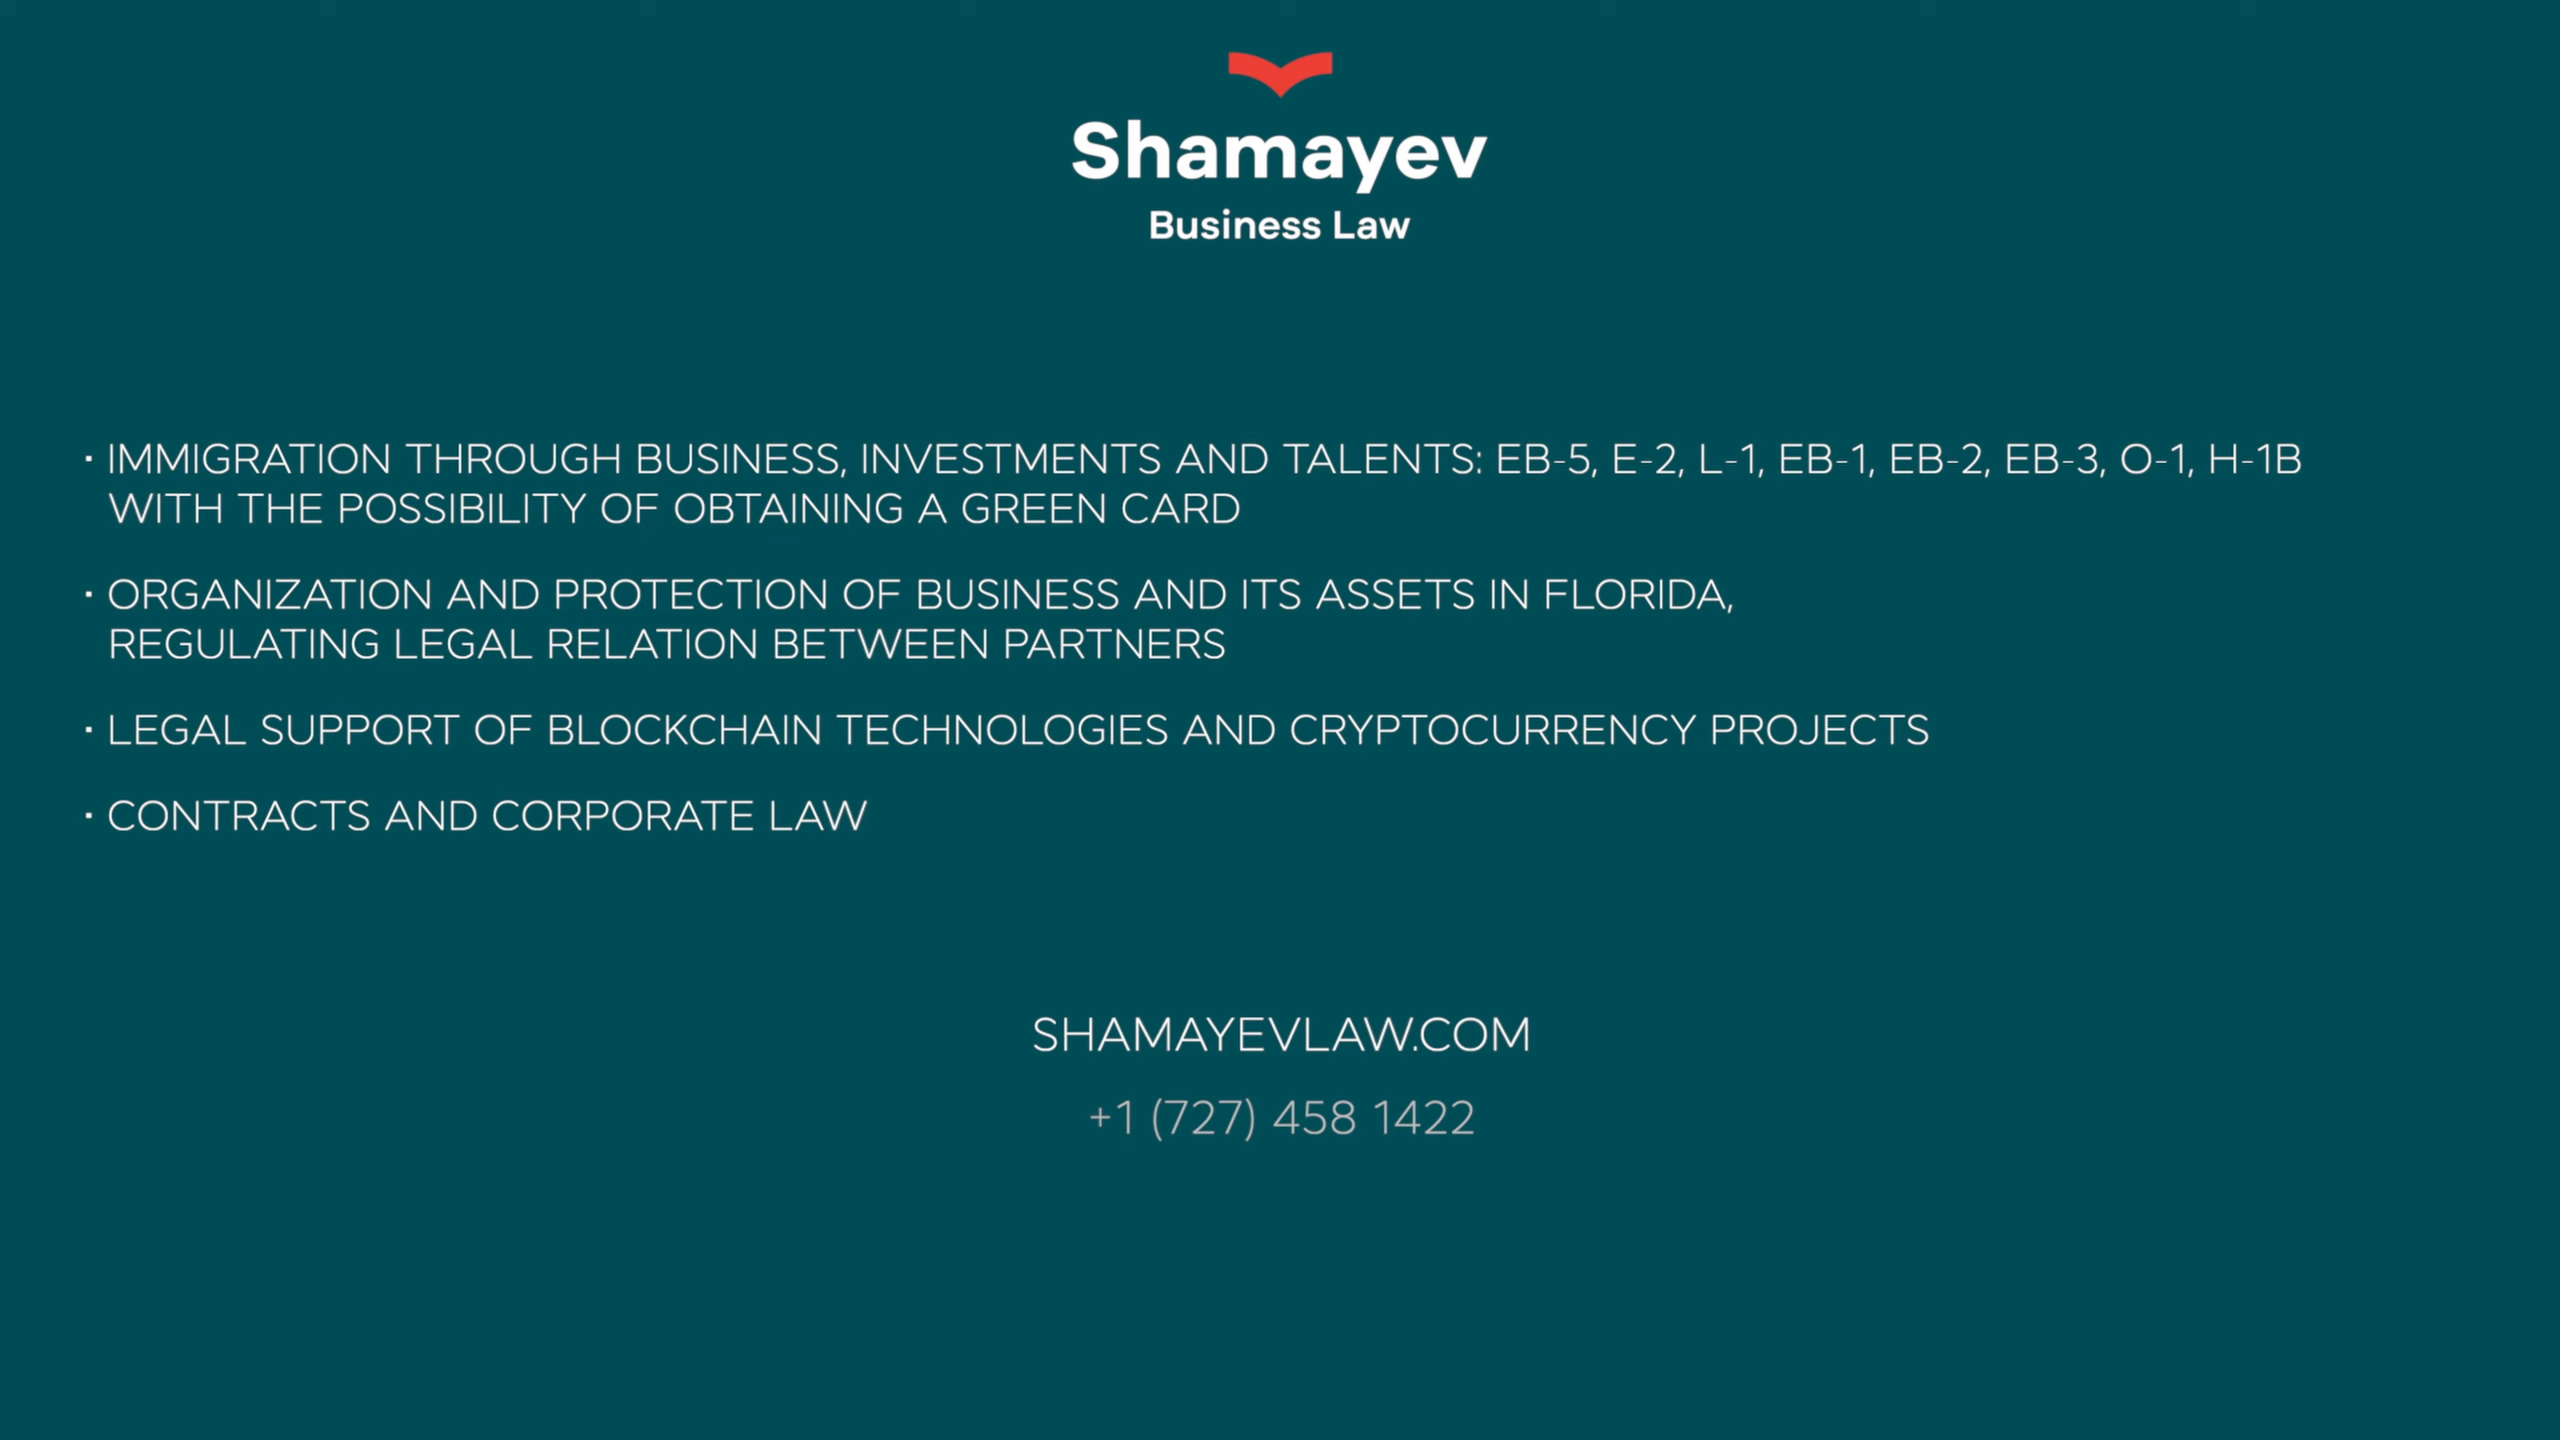 Shamayev
Business Law
· IMMIGRATION THROUGH BUSINESS, INVESTMENTS AND TALENTS: EB-5, E-2, L-1, EB-1, EB-2, EB-3, O-1, H-1B
WITH THE POSSIBILITY OF OBTAINING A GREEN CARD
· ORGANIZATION AND PROTECTION OF BUSINESS AND ITS ASSETS IN FLORIDA,
REGULATING LEGAL RELATION BETWEEN PARTNERS
· LEGAL SUPPORT OF BLOCKCHAIN TECHNOLOGIES AND CRYPTOCURRENCY PROJECTS
· CONTRACTS AND CORPORATE LAW
SHAMAYEVLAW.COM
+1 (727) 458 1422